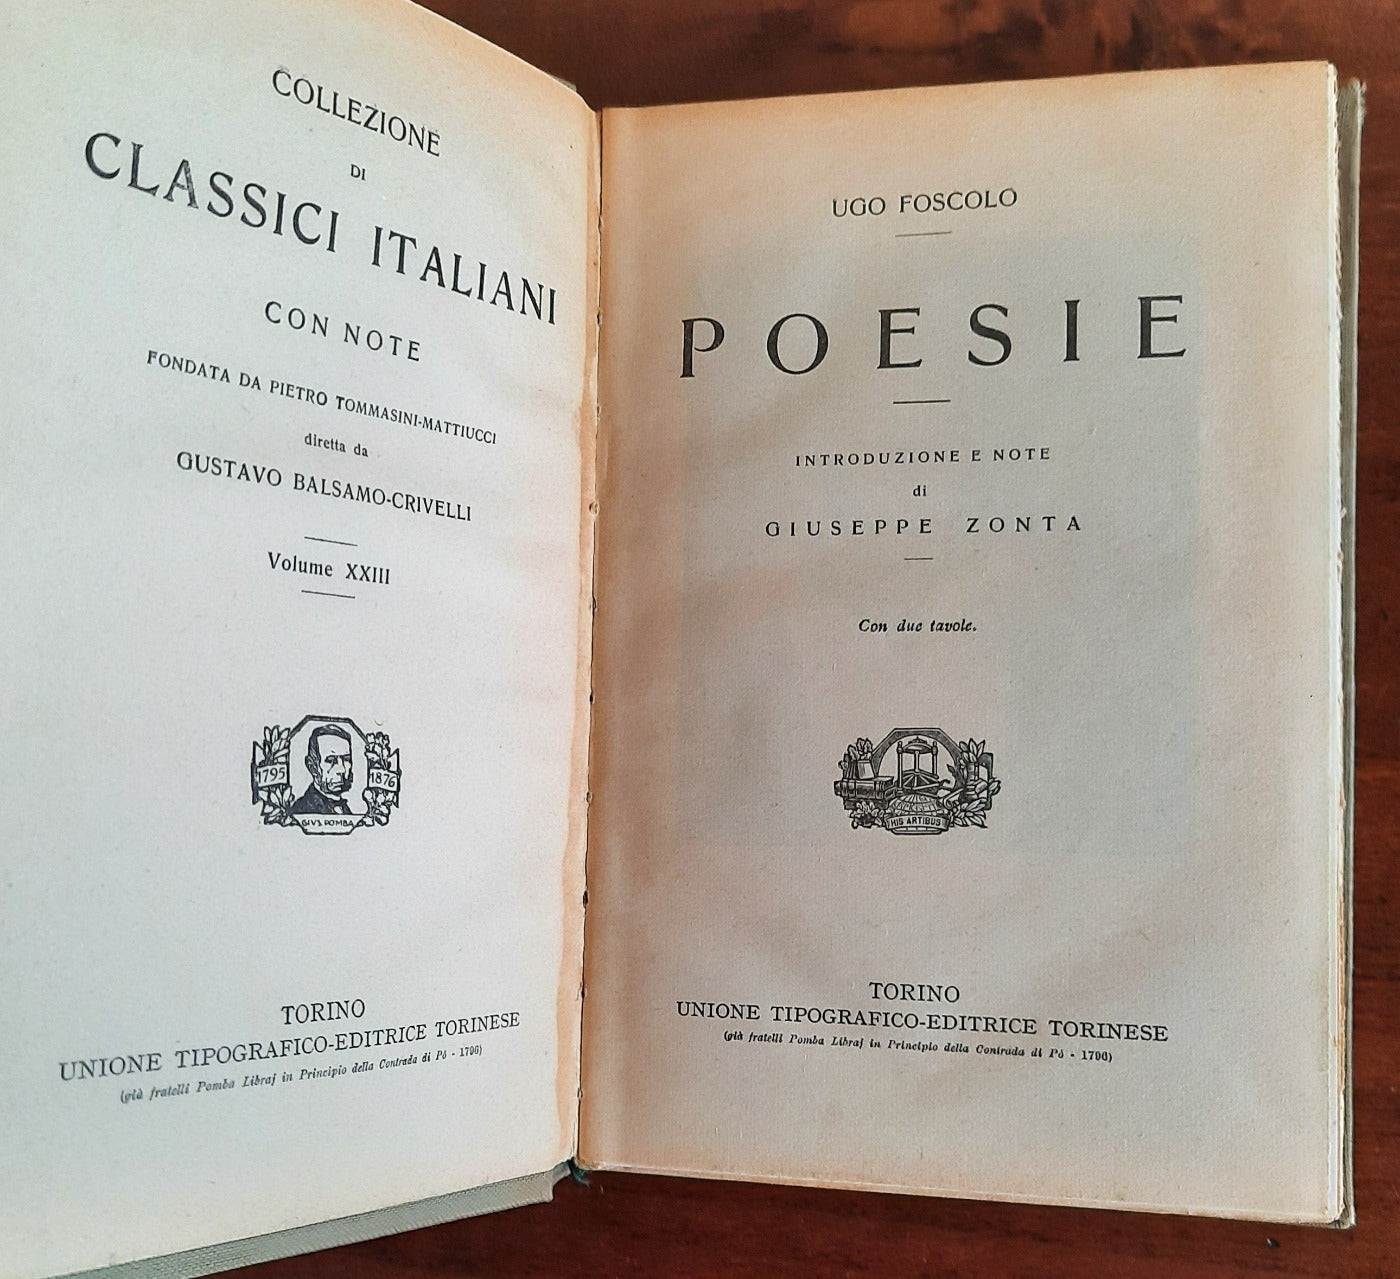 COLLEZIONE
DI
CLASSICI ITALIANI
CON NOTE
FONDATA DA PIETRO TOMMASINI-MATTIUCCI
diretta da
GUSTAVO BALSAMO-CRIVELLI
Volume XXIII
1795
1876
GIVS. POMBA
TORINO
UNIONE TIPOGRAFICO-EDITRICE TORINESE
(già fratelli Pomba Libraj in Principio della Contrada di Pò - 1796)
UGO FOSCOLO
POESIE
INTRODUZIONE E NOTE
di
GIUSEPPE ZONTA
Con due tavole.
HIS ARTIBUS
TORINO
UNIONE TIPOGRAFICO-EDITRICE TORINESE
(già fratelli Pomba Libraj in Principio della Contrada di Pò - 1796)